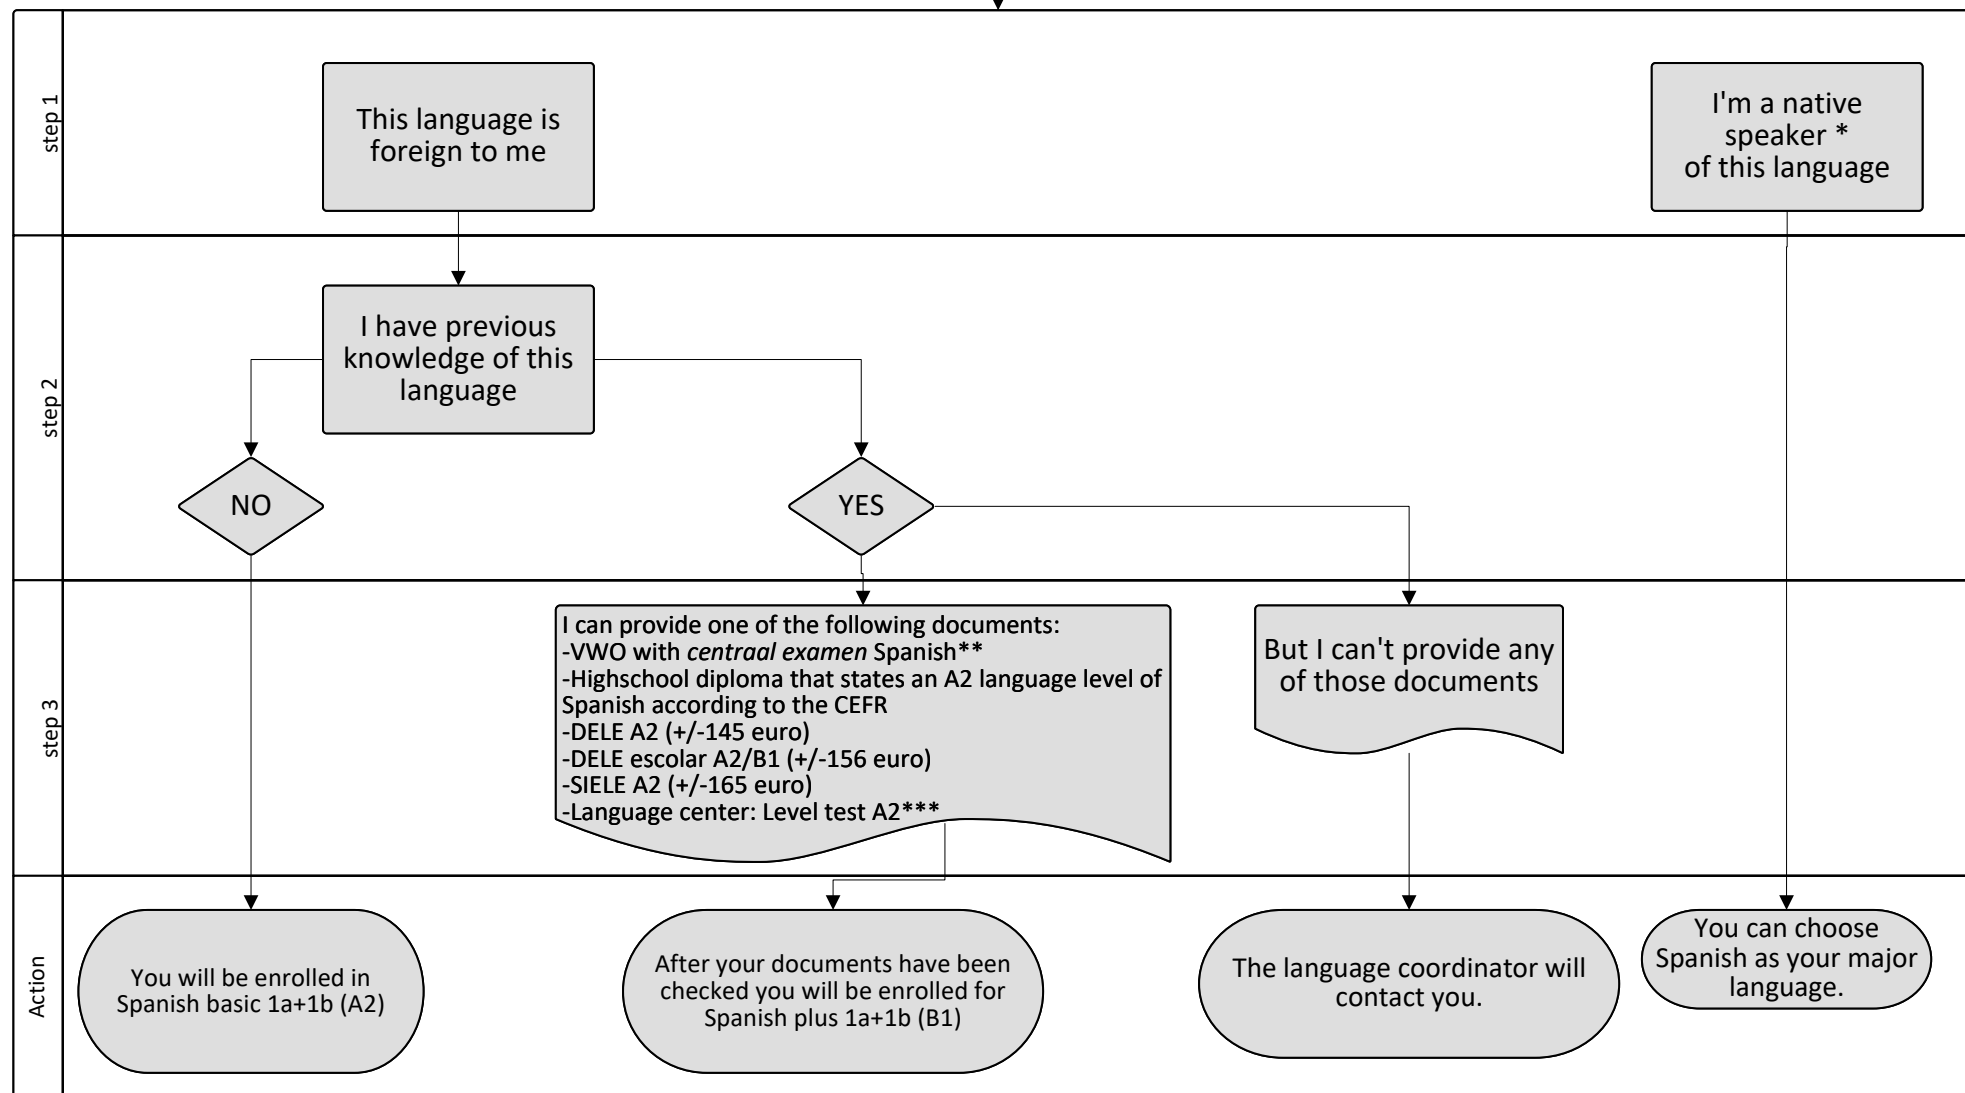 step 1
This language is
foreign to me
I'm a native
speaker *
of this language
step 2
I have previous
knowledge of this
language
NO
YES
step 3
I can provide one of the following documents:
-VWO with centraal examen Spanish**
-Highschool diploma that states an A2 language level of
Spanish according to the CEFR
-DELE A2 (+/-145 euro)
-DELE escolar A2/B1 (+/-156 euro)
-SIELE A2 (+/-165 euro)
-Language center: Level test A2***
But I can't provide any
of those documents
Action
You will be enrolled in
Spanish basic 1a+1b (A2)
After your documents have been
checked you will be enrolled for
Spanish plus 1a+1b (B1)
The language coordinator will
contact you.
You can choose
Spanish as your major
language.